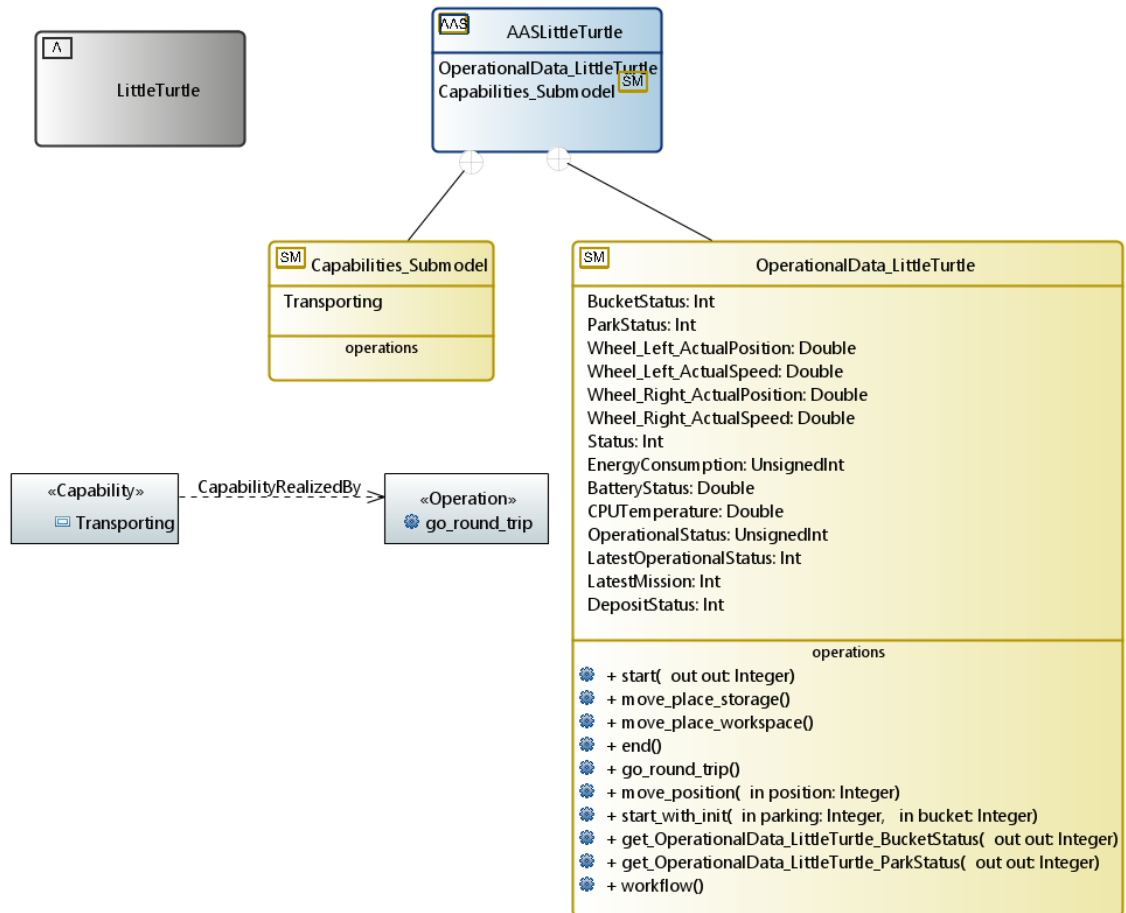 Λ
LittleTurtle
AAS
AASLittleTurtle
OperationalData_LittleTurtle
Capabilities_Submodel
SM
SM
Capabilities_Submodel
Transporting
operations
SM
OperationalData_LittleTurtle
BucketStatus: Int
ParkStatus: Int
Wheel_Left_ActualPosition: Double
Wheel_Left_ActualSpeed: Double
Wheel_Right_ActualPosition: Double
Wheel_Right_ActualSpeed: Double
Status: Int
EnergyConsumption: UnsignedInt
BatteryStatus: Double
CPUTemperature: Double
OperationalStatus: UnsignedInt
LatestOperationalStatus: Int
LatestMission: Int
DepositStatus: Int
operations
+ start(  out out: Integer)
+ move_place_storage()
+ move_place_workspace()
+ end()
+ go_round_trip()
+ move_position(  in position: Integer)
+ start_with_init(  in parking: Integer,   in bucket: Integer)
+ get_OperationalData_LittleTurtle_BucketStatus(  out out: Integer)
+ get_OperationalData_LittleTurtle_ParkStatus(  out out: Integer)
+ workflow()
«Capability»
Transporting
CapabilityRealizedBy
«Operation»
go_round_trip